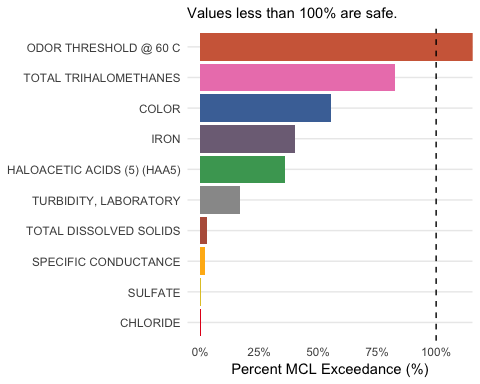 Values less than 100% are safe.
ODOR THRESHOLD @ 60 C
TOTAL TRIHALOMETHANES
COLOR
IRON
HALOACETIC ACIDS (5) (HAA5)
TURBIDITY, LABORATORY
TOTAL DISSOLVED SOLIDS
SPECIFIC CONDUCTANCE
SULFATE
CHLORIDE
0% 25% 50% 75% 100%
Percent MCL Exceedance (%)